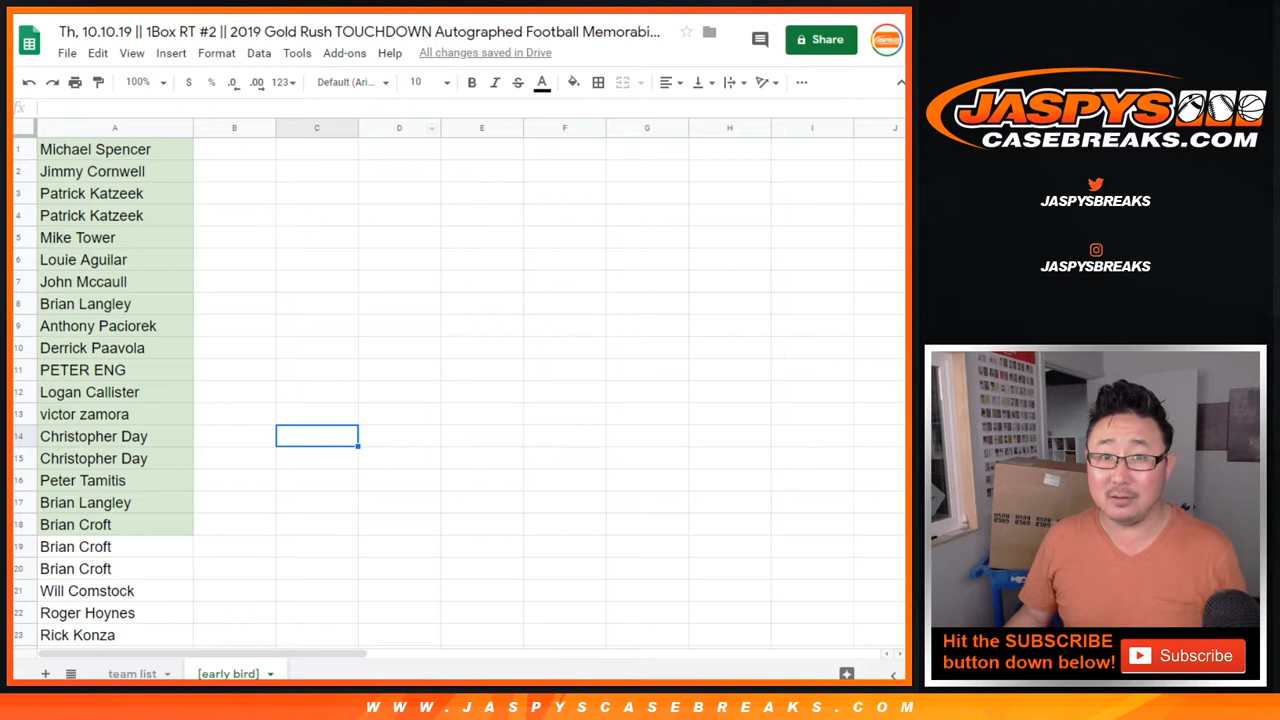 Th, 10.10.19 || 1Box RT #2 || 2019 Gold Rush TOUCHDOWN Autographed Football Memorabi...
File Edit View Insert Format Data Tools Add-ons Help All changes saved in Drive
Share
100% $ % .0 .00 123 Default (Ari... 10 B I S A
fx
A B C D E F G H I J
1 Michael Spencer
2 Jimmy Cornwell
3 Patrick Katzeek
4 Patrick Katzeek
5 Mike Tower
6 Louie Aguilar
7 John Mccaull
8 Brian Langley
9 Anthony Paciorek
10 Derrick Paavola
11 PETER ENG
12 Logan Callister
13 victor zamora
14 Christopher Day
15 Christopher Day
16 Peter Tamitis
17 Brian Langley
18 Brian Croft
19 Brian Croft
20 Brian Croft
21 Will Comstock
22 Roger Hoynes
23 Rick Konza
team list [early bird]
JASPYS
CASEBREAKS.COM
JASPYSBREAKS
JASPYSBREAKS
Hit the SUBSCRIBE
button down below!
Subscribe
WWW.JASPYSCASEBREAKS.COM